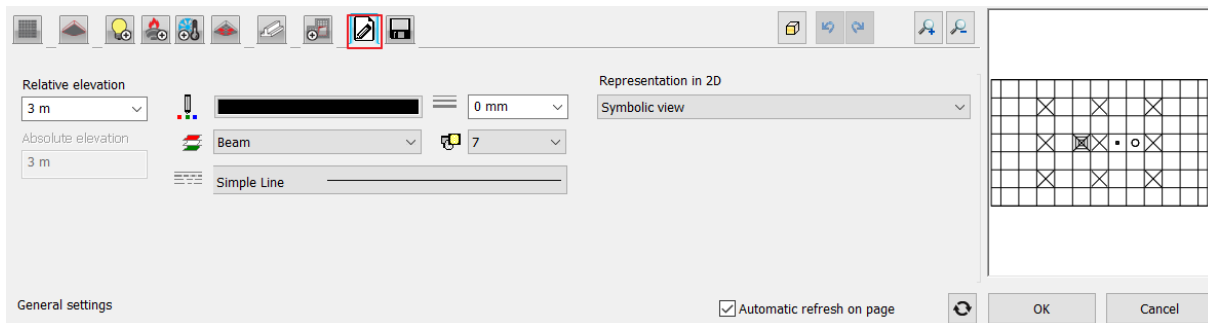 Relative elevation
3 m
Absolute elevation
3 m
0 mm
Beam
7
Simple Line
Representation in 2D
Symbolic view
General settings
Automatic refresh on page
OK
Cancel